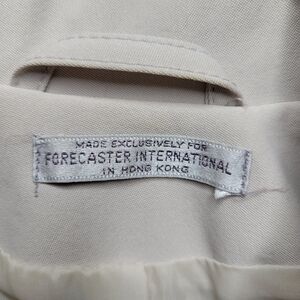 MADE EXCLUSIVELY FOR
FORECASTER INTERNATIONAL
IN HONG KONG